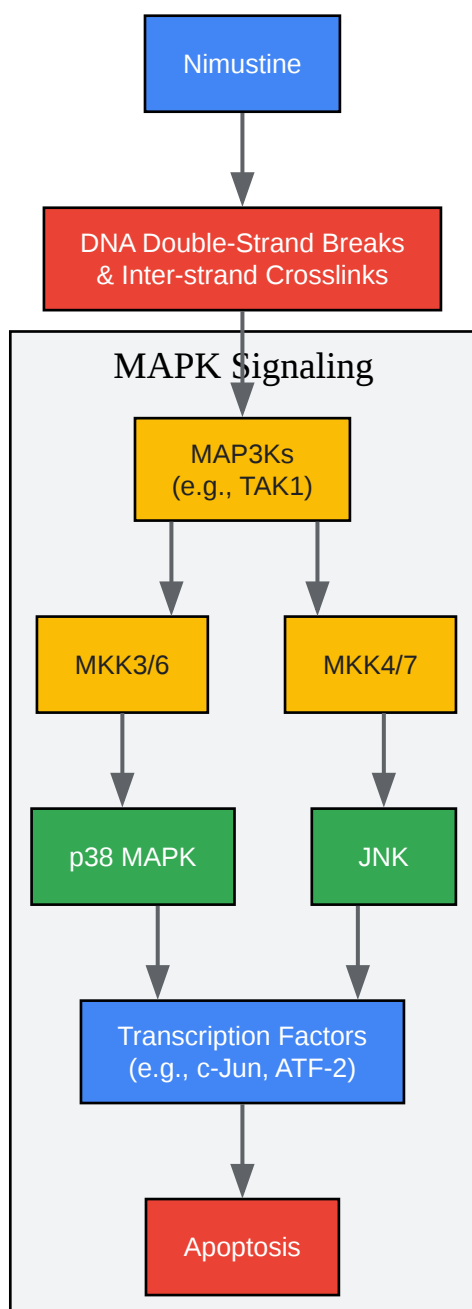 Nimustine
DNA Double-Strand Breaks
& Inter-strand Crosslinks
MAPK Signaling
MAP3Ks
(e.g., TAK1)
MKK3/6
MKK4/7
p38 MAPK
JNK
Transcription Factors
(e.g., c-Jun, ATF-2)
Apoptosis